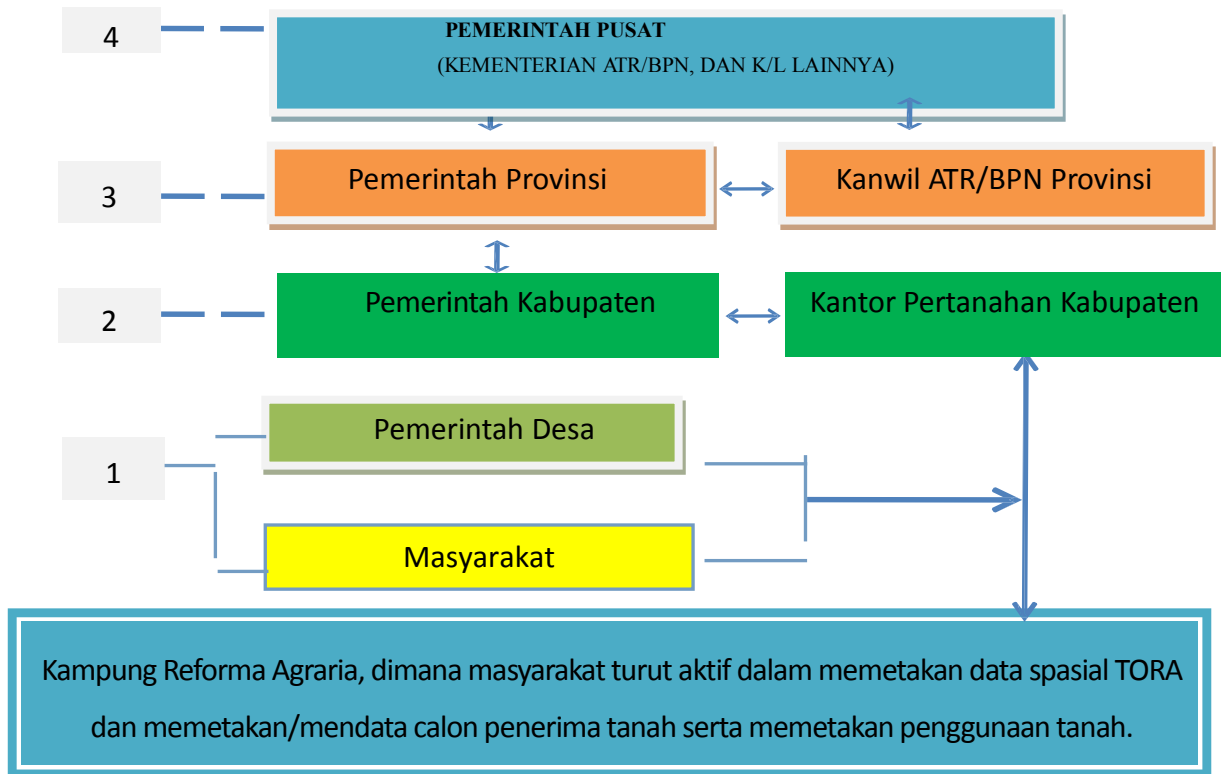 4
PEMERINTAH PUSAT
(KEMENTERIAN ATR/BPN, DAN K/L LAINNYA)
3
Pemerintah Provinsi
Kanwil ATR/BPN Provinsi
2
Pemerintah Kabupaten
Kantor Pertanahan Kabupaten
1
Pemerintah Desa
Masyarakat
Kampung Reforma Agraria, dimana masyarakat turut aktif dalam memetakan data spasial TORA
dan memetakan/mendata calon penerima tanah serta memetakan penggunaan tanah.